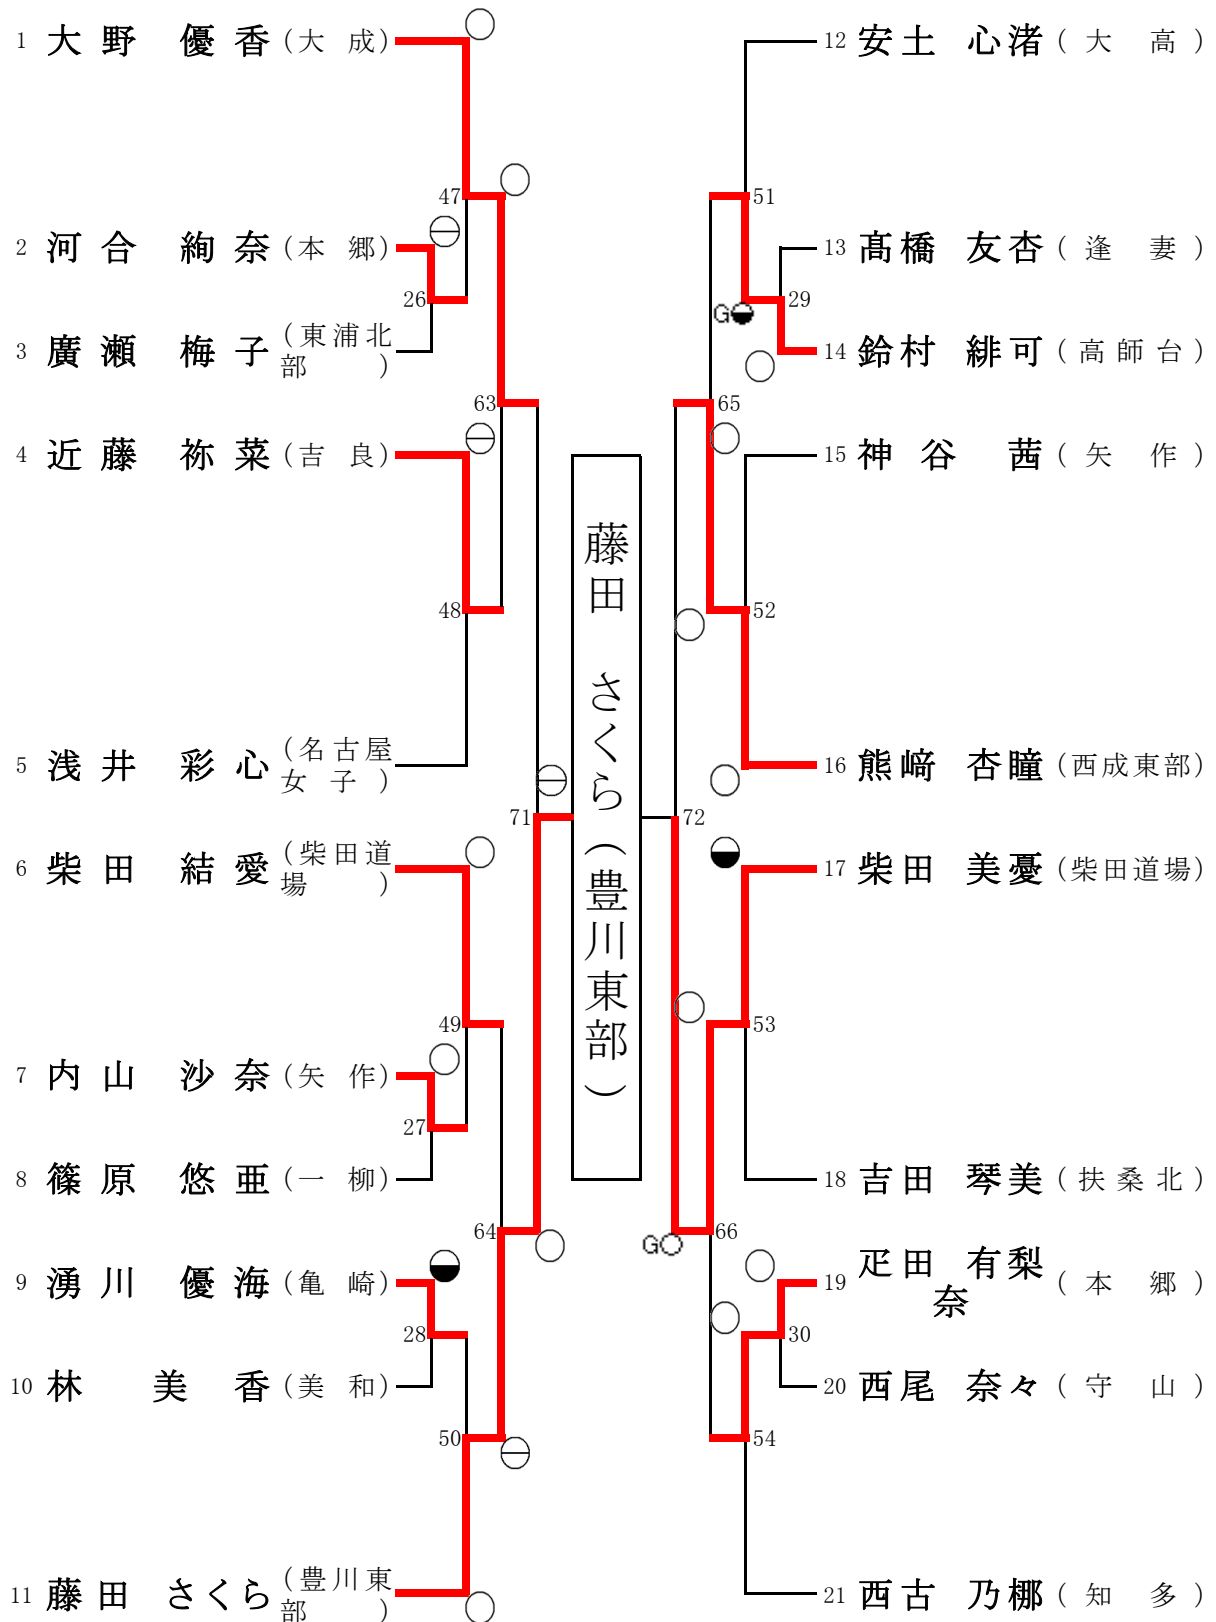 1 大野 優香 (大成)
47
2 河合 絢奈 (本郷)
26
3 廣瀬 梅子 (東浦北部)
63
4 近藤 祢菜 (吉良)
48
5 浅井 彩心 (名古屋女子)
71
6 柴田 結愛 (柴田道場)
49
7 内山 沙奈 (矢作)
27
8 篠原 悠亜 (一柳)
64
9 湧川 優海 (亀崎)
28
10 林 美香 (美和)
50
11 藤田 さくら (豊川東部)
藤田 さくら(豊川東部)
12 安土 心渚 (大高)
51
13 髙橋 友杏 (逢妻)
29
G
14 鈴村 緋可 (高師台)
65
15 神谷 茜 (矢作)
52
16 熊﨑 杏瞳 (西成東部)
72
17 柴田 美憂 (柴田道場)
53
18 吉田 琴美 (扶桑北)
66
G
19 疋田 有梨奈 (本郷)
30
20 西尾 奈々 (守山)
54
21 西古 乃梛 (知多)